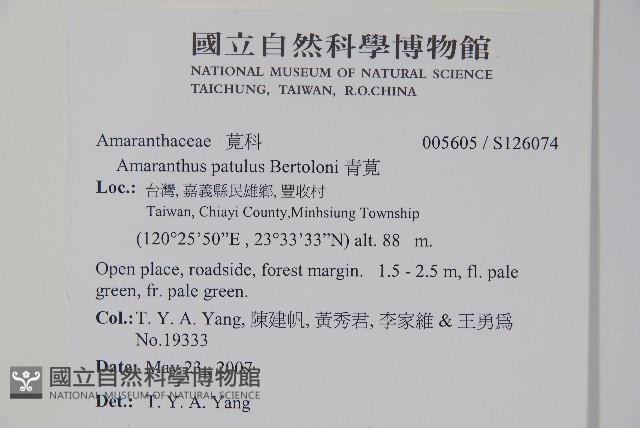 國立自然科學博物館
NATIONAL MUSEUM OF NATURAL SCIENCE
TAICHUNG, TAIWAN, R.O.CHINA
Amaranthaceae 莧科 005605 / S126074
Amaranthus patulus Bertoloni 青莧
Loc.: 台灣, 嘉義縣民雄鄉, 豐收村
Taiwan, Chiayi County,Minhsiung Township
(120°25'50”E , 23°33'33”N) alt. 88 m.
Open place, roadside, forest margin. 1.5 - 2.5 m, fl. pale
green, fr. pale green.
Col.: T. Y. A. Yang, 陳建帆, 黃秀君, 李家維 & 王勇爲
No.19333
Date: May 23, 2007
國立自然科學博物館
NATIONAL MUSEUM OF NATURAL SCIENCE
Det.: T. Y. A. Yang